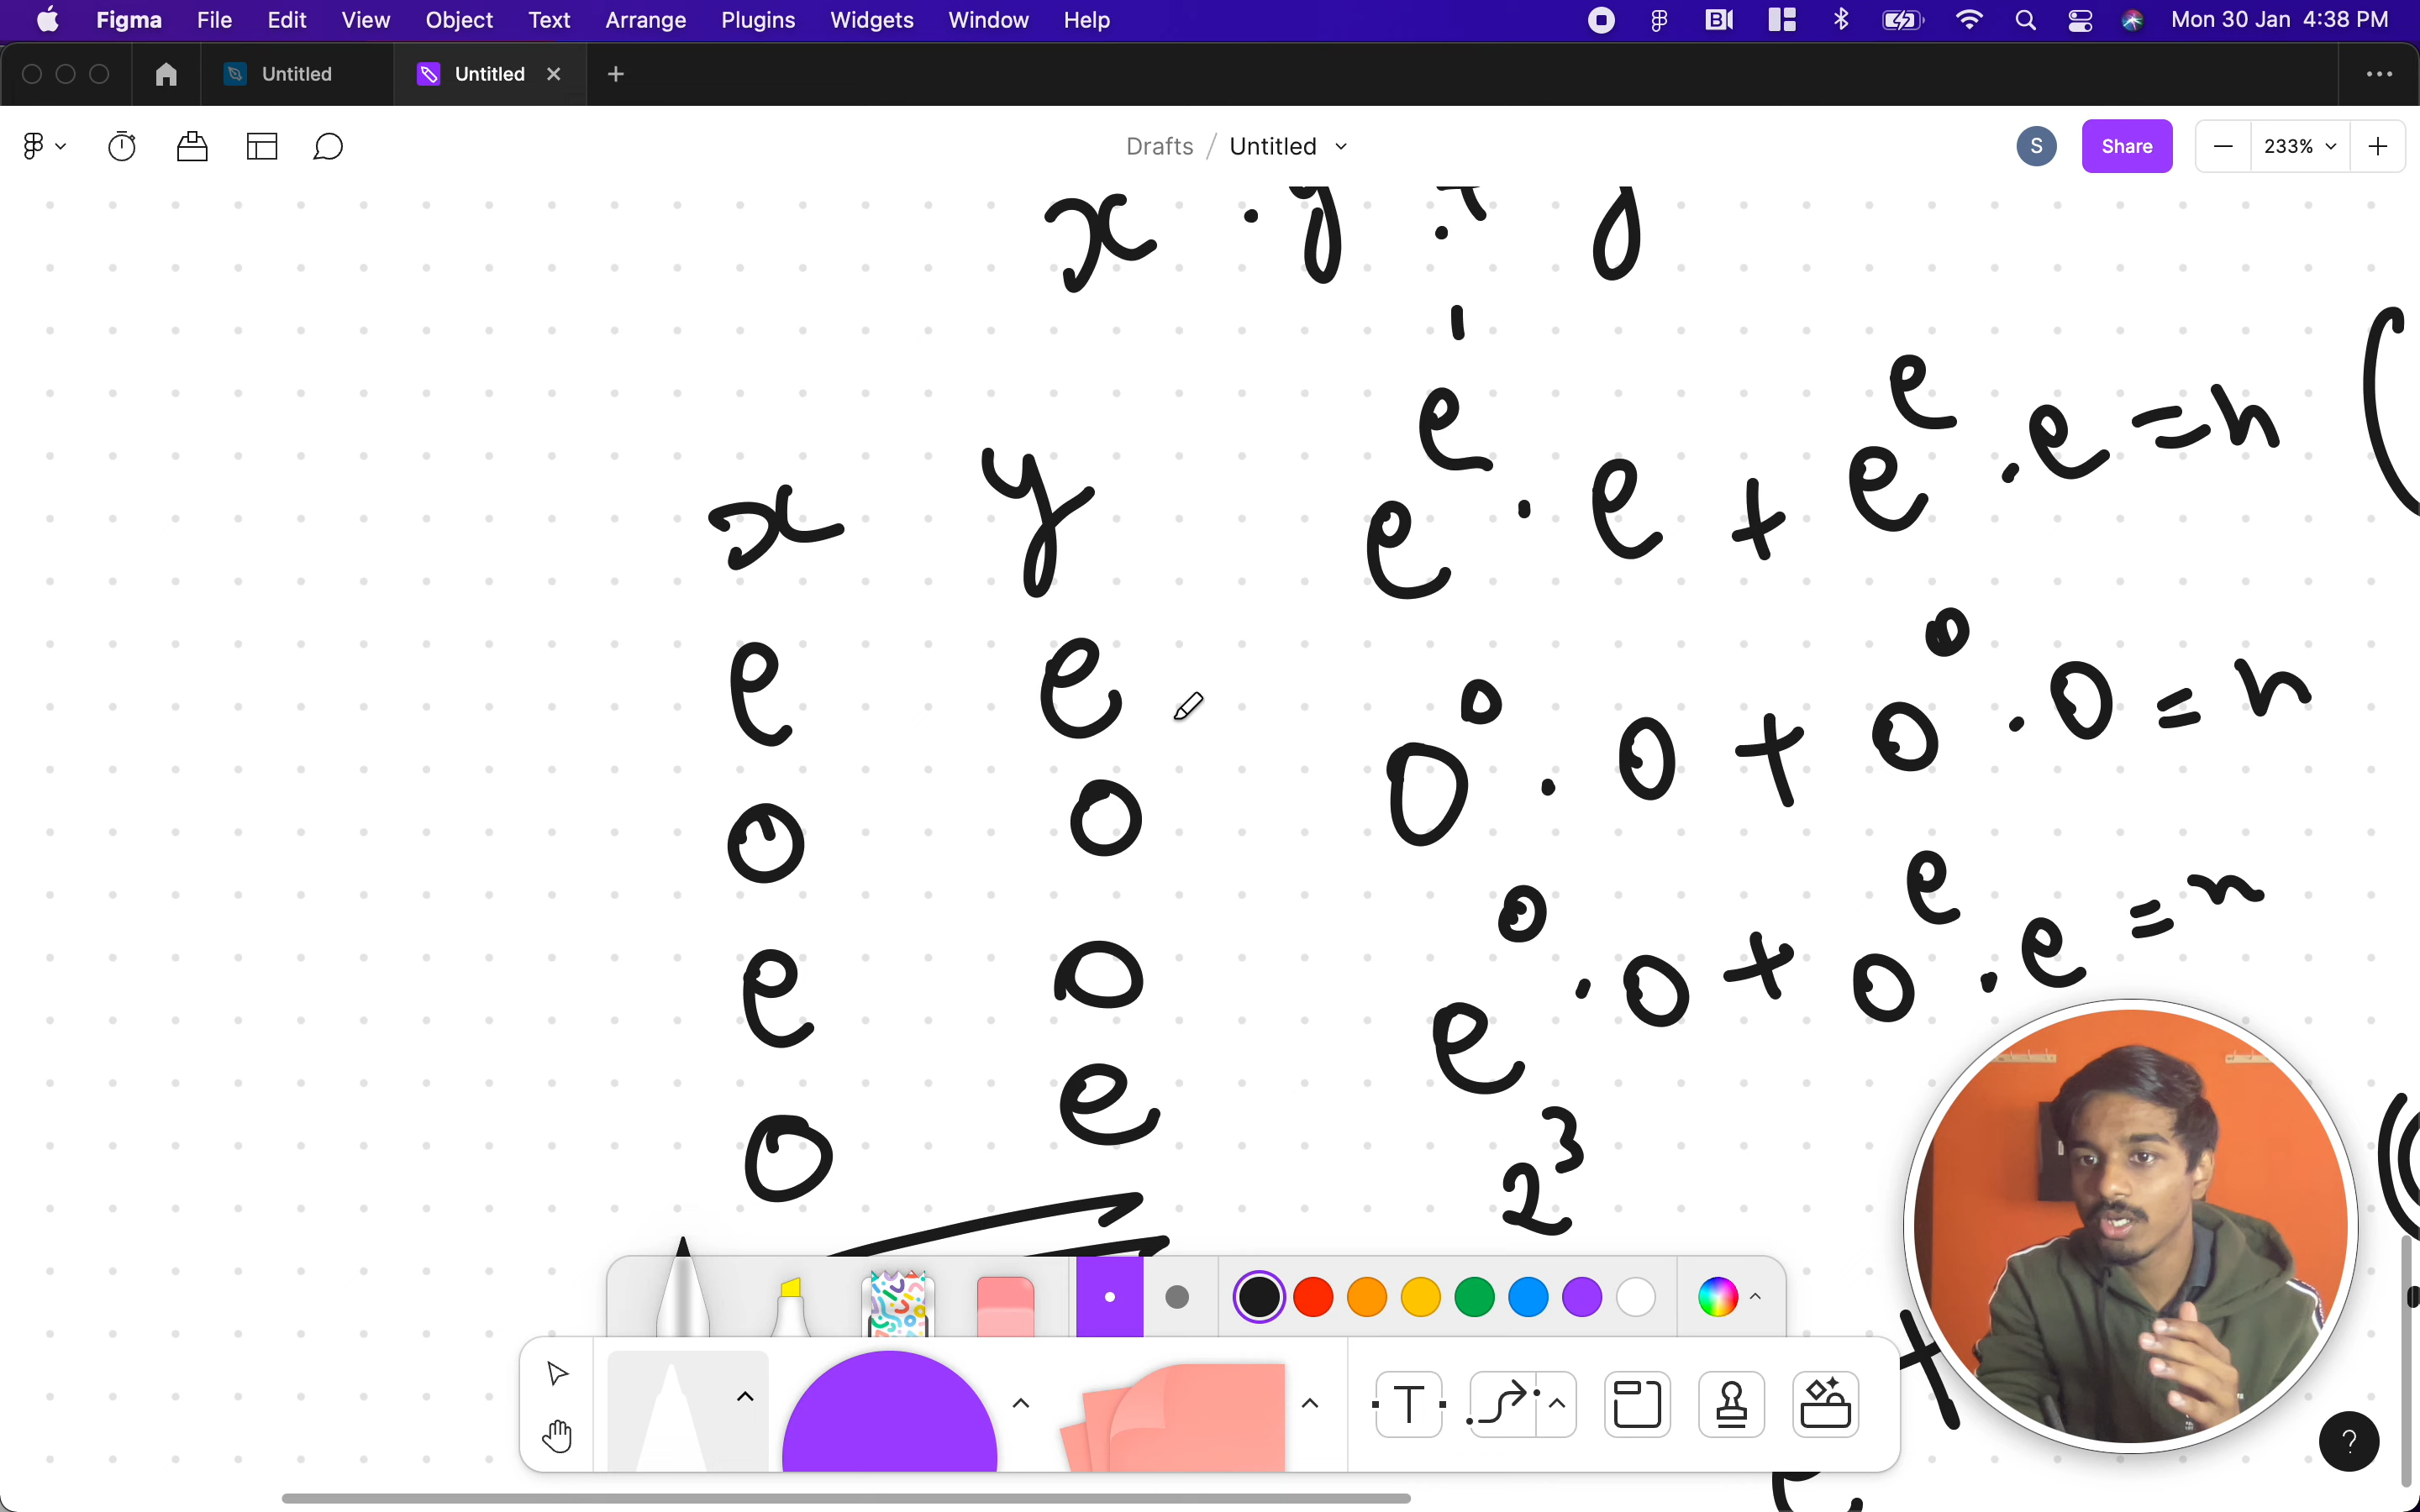 Figma File Edit View Object Text Arrange Plugins Widgets Window Help Mon 30 Jan 4:38 PM
Untitled Untitled
Drafts / Untitled S Share 233%
x · y + y
x y
e^e · e + e^e · e = n (
e e
o^o · o + o^o · o = n
o o
e^o · o + o^e · e = n
e o
o e
2^3
T
+
e
?